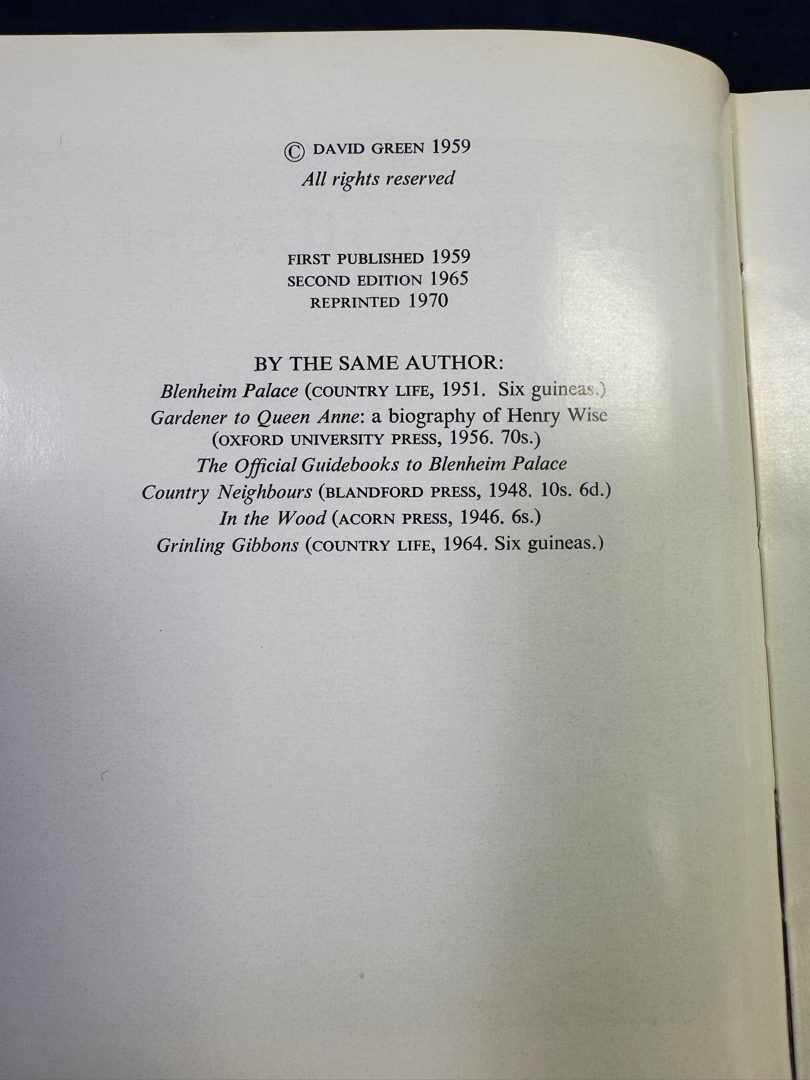 © DAVID GREEN 1959
All rights reserved
FIRST PUBLISHED 1959
SECOND EDITION 1965
REPRINTED 1970
BY THE SAME AUTHOR:
Blenheim Palace (COUNTRY LIFE, 1951. Six guineas.)
Gardener to Queen Anne: a biography of Henry Wise
(OXFORD UNIVERSITY PRESS, 1956. 70s.)
The Official Guidebooks to Blenheim Palace
Country Neighbours (BLANDFORD PRESS, 1948. 10s. 6d.)
In the Wood (ACORN PRESS, 1946. 6s.)
Grinling Gibbons (COUNTRY LIFE, 1964. Six guineas.)